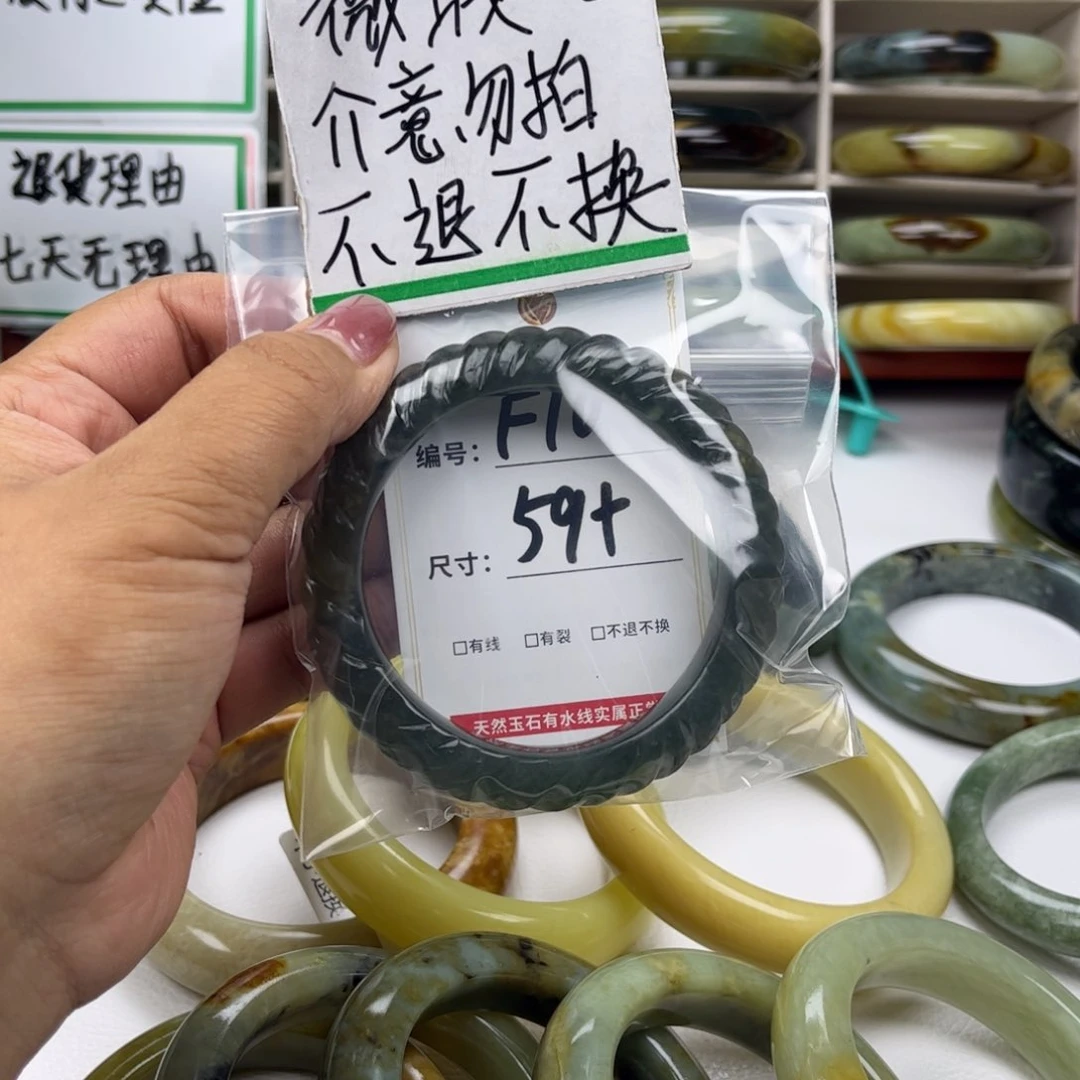 退货理由
七天无理由
介意勿拍
不退不换
编号：
尺寸：59+
□有线 □有裂 □不退不换
天然玉石有水线实属正
退换